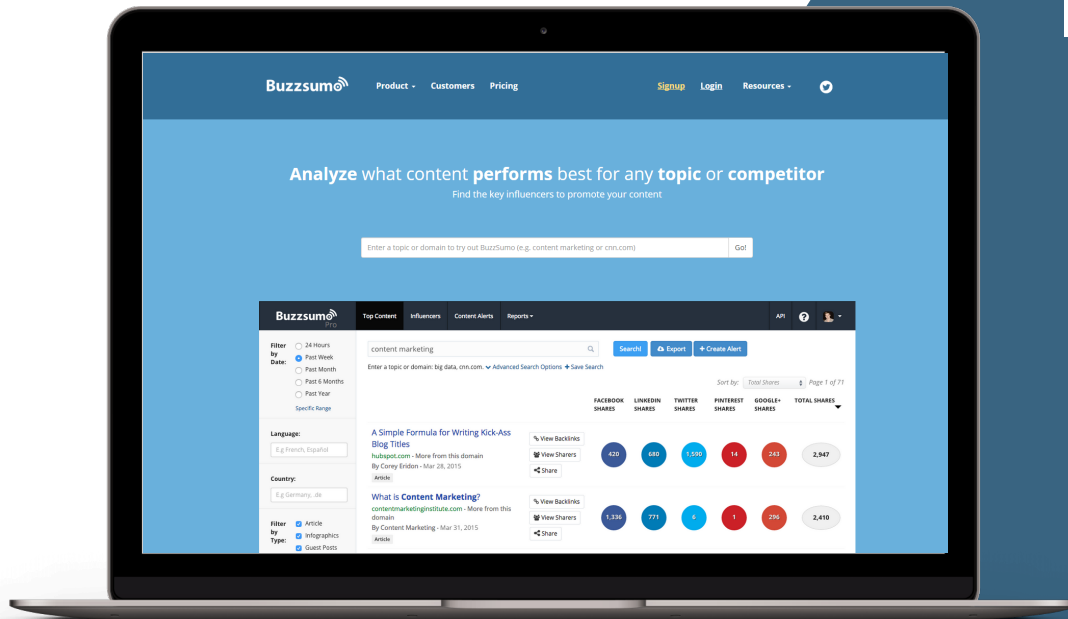 Buzzsumo Product Customers Pricing Signup Login Resources
Analyze what content performs best for any topic or competitor
Find the key influencers to promote your content
Enter a topic or domain to try out BuzzSumo (e.g. content marketing or cnn.com) Go!
Buzzsumo Pro Top Content Influencers Content Alerts Reports API ?
Filter by Date:
24 Hours
Past Week
Past Month
Past 6 Months
Past Year
Specific Range
Language:
E.g French, Español
Country:
E.g Germany, .de
Filter by Type:
Article
Infographics
Guest Posts
content marketing Search! Export + Create Alert
Enter a topic or domain: big data, cnn.com. Advanced Search Options + Save Search
Sort by: Total Shares Page 1 of 71
FACEBOOK SHARES LINKEDIN SHARES TWITTER SHARES PINTEREST SHARES GOOGLE+ SHARES TOTAL SHARES
A Simple Formula for Writing Kick-Ass
Blog Titles
hubspot.com - More from this domain
By Corey Eridon - Mar 28, 2015
Article
View Backlinks
View Sharers
Share
420 680 1,590 14 243 2,947
What is Content Marketing?
contentmarketinginstitute.com - More from this
domain
By Content Marketing - Mar 31, 2015
Article
View Backlinks
View Sharers
Share
1,336 771 6 1 296 2,410